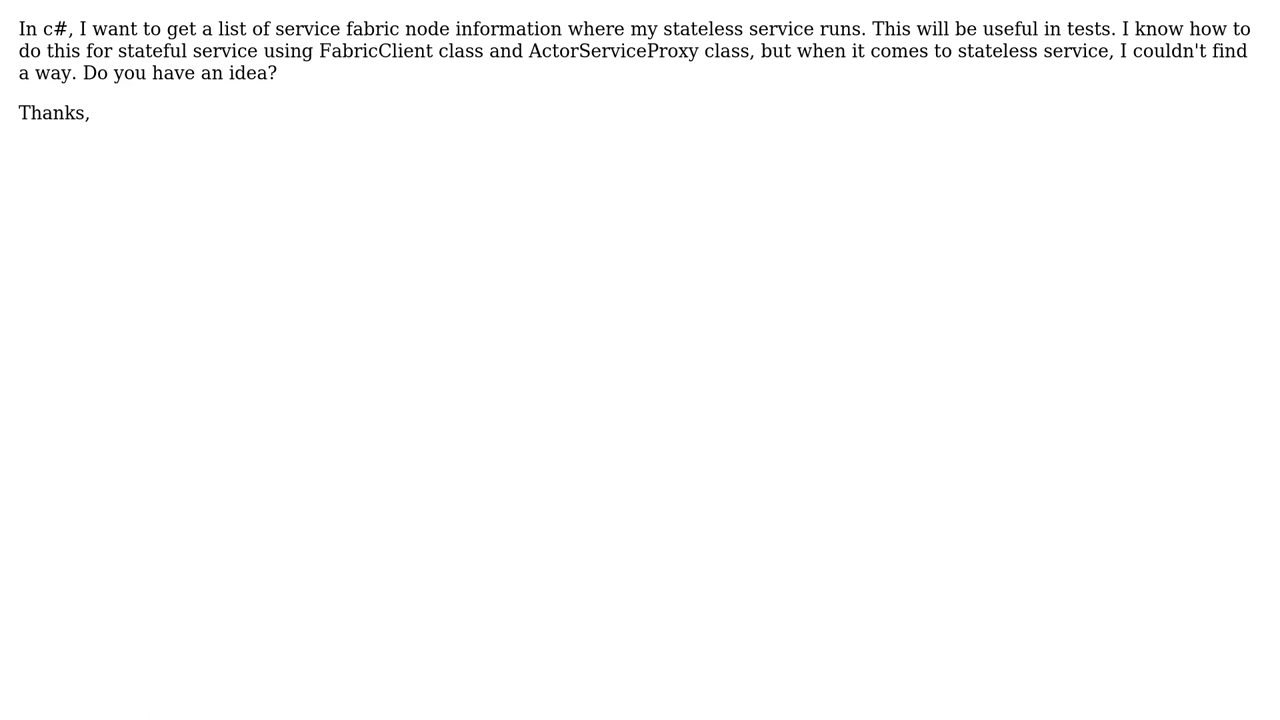 In c#, I want to get a list of service fabric node information where my stateless service runs. This will be useful in tests. I know how to
do this for stateful service using FabricClient class and ActorServiceProxy class, but when it comes to stateless service, I couldn't find
a way. Do you have an idea?
Thanks,